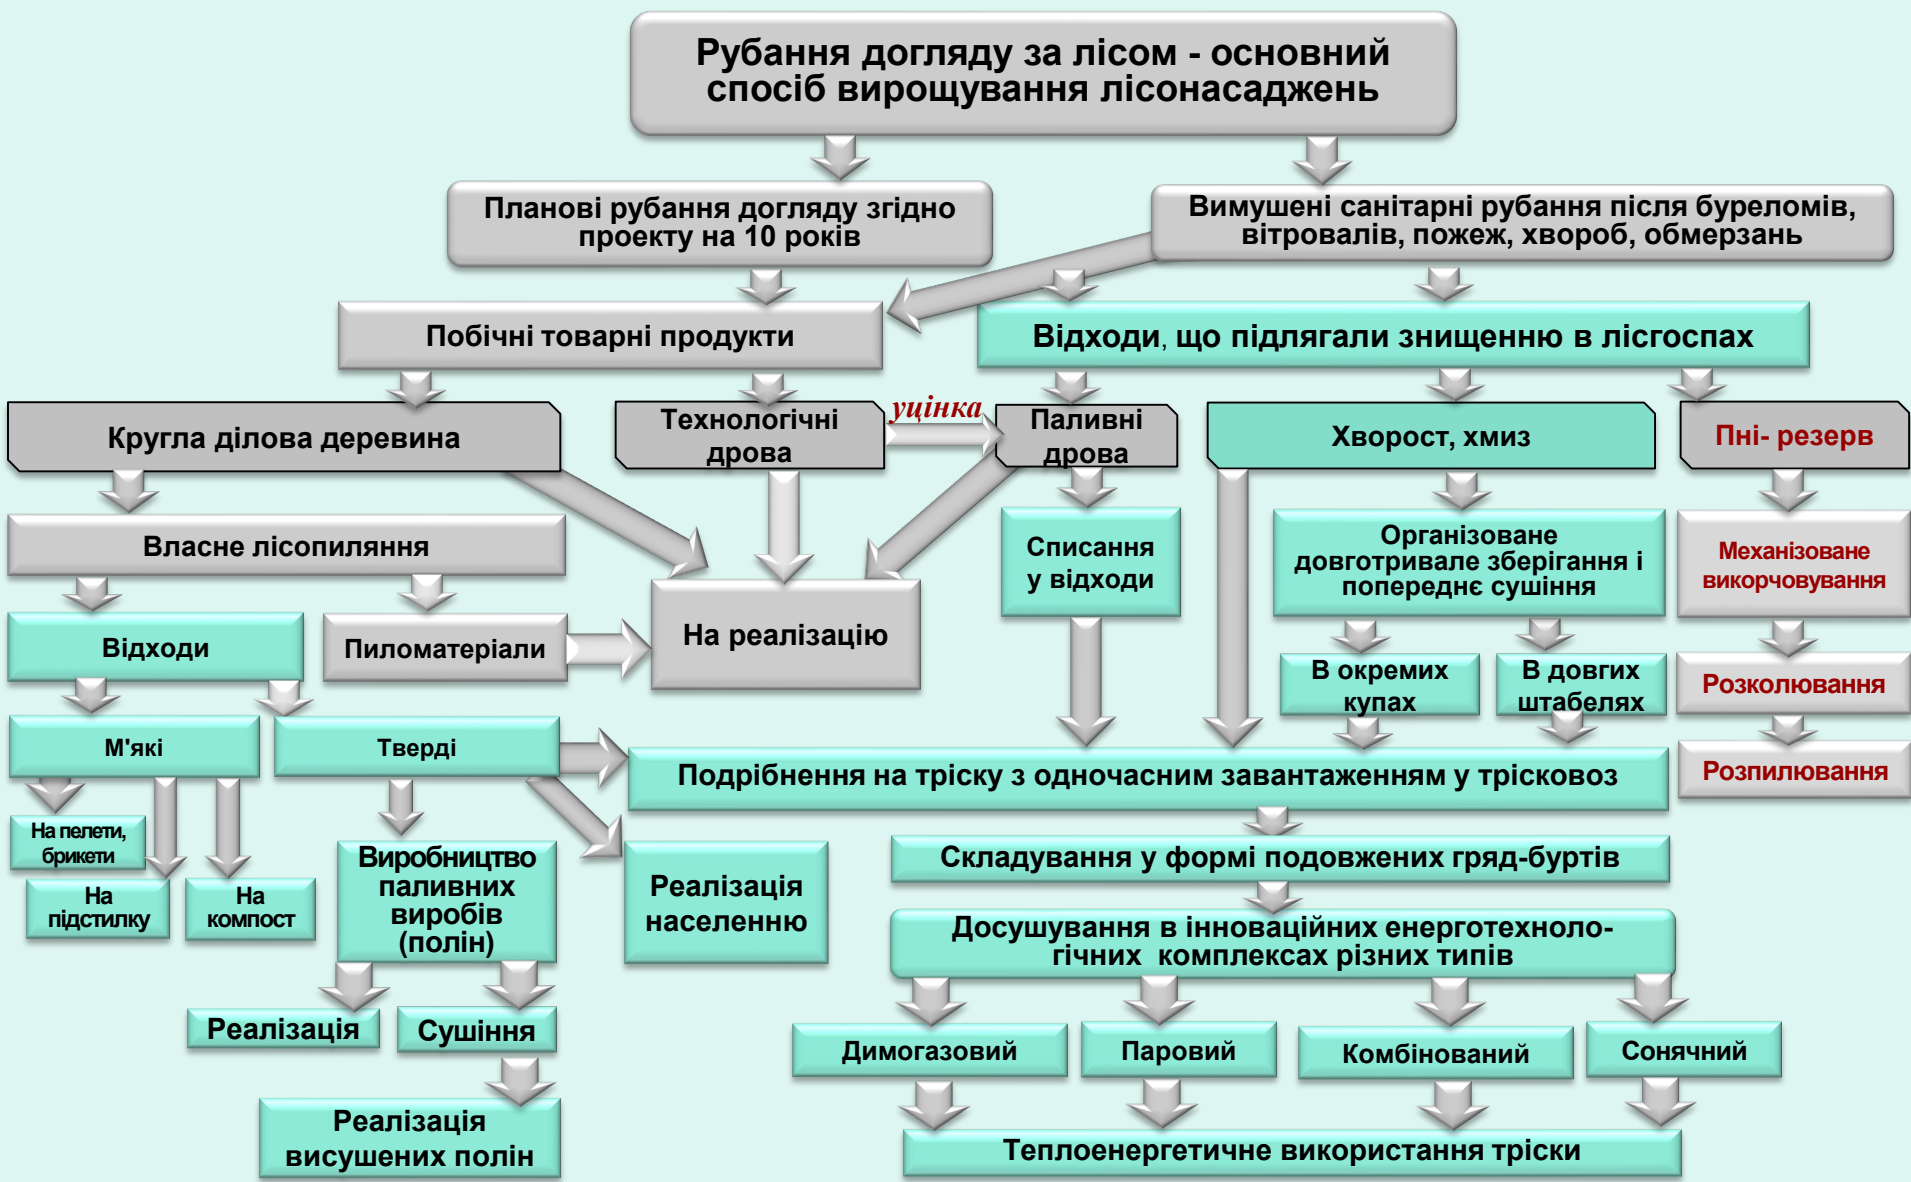 Рубання догляду за лісом - основний
спосіб вирощування лісонасаджень
Планові рубання догляду згідно
проекту на 10 років
Вимушені санітарні рубання після буреломів,
вітровалів, пожеж, хвороб, обмерзань
Побічні товарні продукти
Відходи, що підлягали знищенню в лісгоспах
Кругла ділова деревина
Технологічні
дрова
уцінка
Паливні
дрова
Хворост, хмиз
Пні- резерв
Власне лісопиляння
На реалізацію
Списання
у відходи
Організоване
довготривале зберігання і
попереднє сушіння
Механізоване
викорчовування
Відходи
Пиломатеріали
В окремих
купах
В довгих
штабелях
Розколювання
М'які
Тверді
Подрібнення на тріску з одночасним завантаженням у трісковоз
Розпилювання
На пелети,
брикети
На
підстилку
На
компост
Виробництво
паливних
виробів
(полін)
Реалізація
населенню
Складування у формі подовжених гряд-буртів
Досушування в інноваційних енерготехноло-
гічних комплексах різних типів
Реалізація
Сушіння
Димогазовий
Паровий
Комбінований
Сонячний
Реалізація
висушених полін
Теплоенергетичне використання тріски